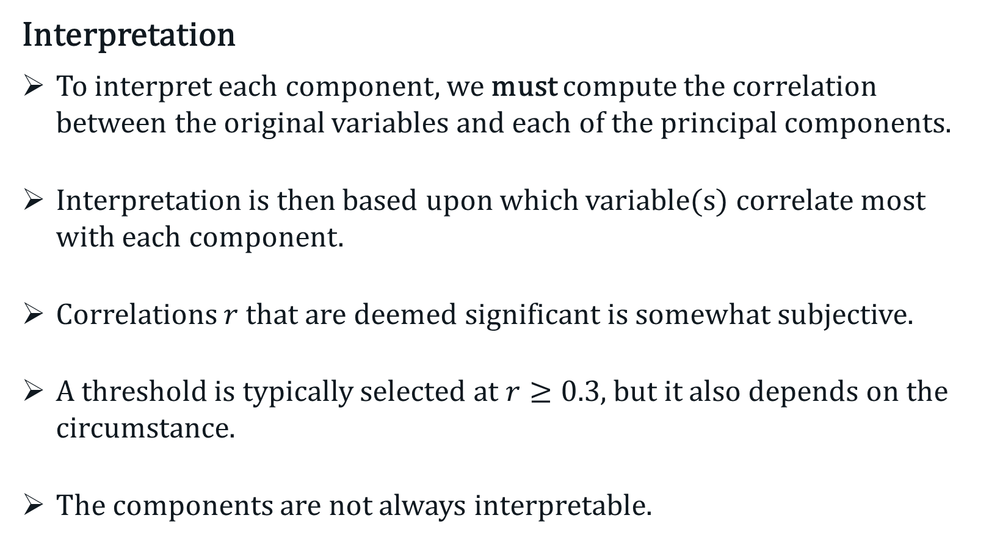 Interpretation
➢ To interpret each component, we must compute the correlation
between the original variables and each of the principal components.
➢ Interpretation is then based upon which variable(s) correlate most
with each component.
➢ Correlations r that are deemed significant is somewhat subjective.
➢ A threshold is typically selected at r ≥ 0.3, but it also depends on the
circumstance.
➢ The components are not always interpretable.